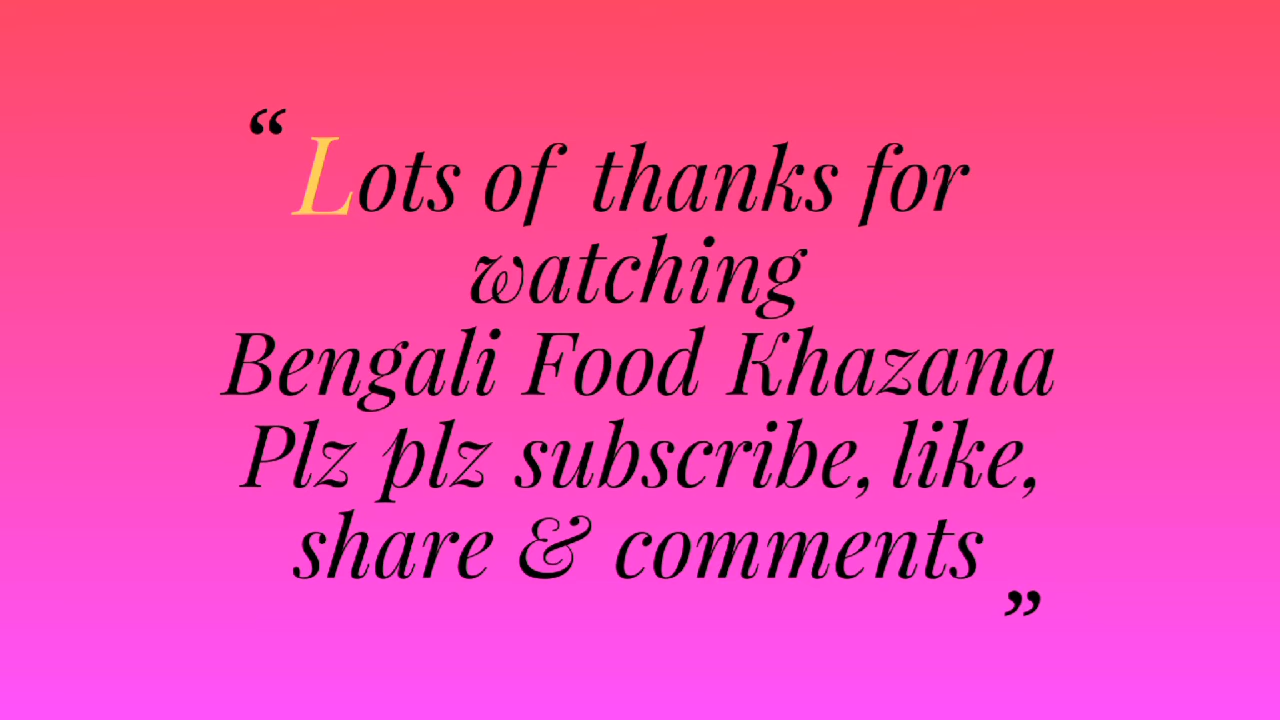 “Lots of thanks for
watching
Bengali Food Khazana
Plz plz subscribe, like,
share & comments”